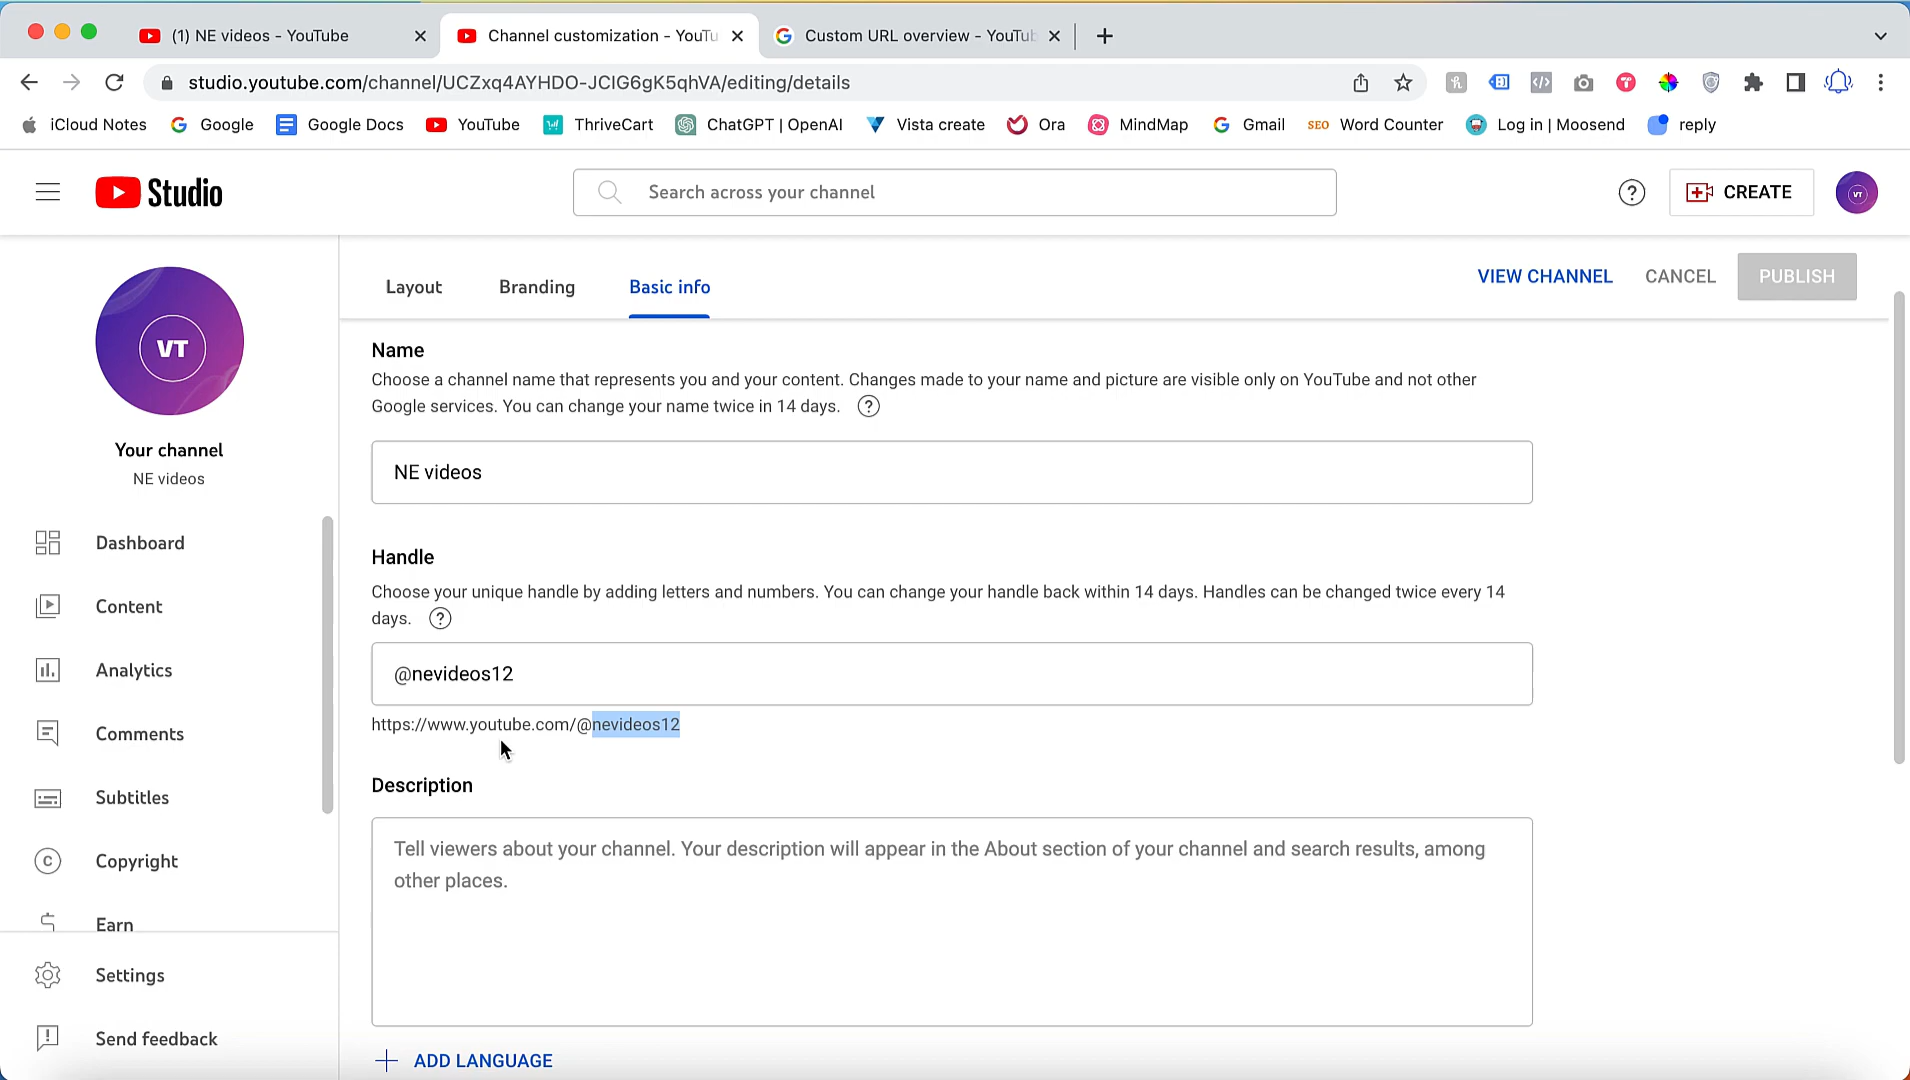 (1) NE videos - YouTube
Channel customization - YouTu
Custom URL overview - YouTub
studio.youtube.com/channel/UCZxq4AYHDO-JCIG6gK5qhVA/editing/details
iCloud Notes
Google
Google Docs
YouTube
ThriveCart
ChatGPT | OpenAI
Vista create
Ora
MindMap
Gmail
SEO Word Counter
Log in | Moosend
reply
Studio
Search across your channel
CREATE
VT
Layout
Branding
Basic info
VIEW CHANNEL
CANCEL
PUBLISH
VT
Your channel
NE videos
Dashboard
Content
Analytics
Comments
Subtitles
Copyright
Earn
Settings
Send feedback
Name
Choose a channel name that represents you and your content. Changes made to your name and picture are visible only on YouTube and not other
Google services. You can change your name twice in 14 days.
NE videos
Handle
Choose your unique handle by adding letters and numbers. You can change your handle back within 14 days. Handles can be changed twice every 14
days.
@nevideos12
https://www.youtube.com/@nevideos12
Description
Tell viewers about your channel. Your description will appear in the About section of your channel and search results, among
other places.
ADD LANGUAGE